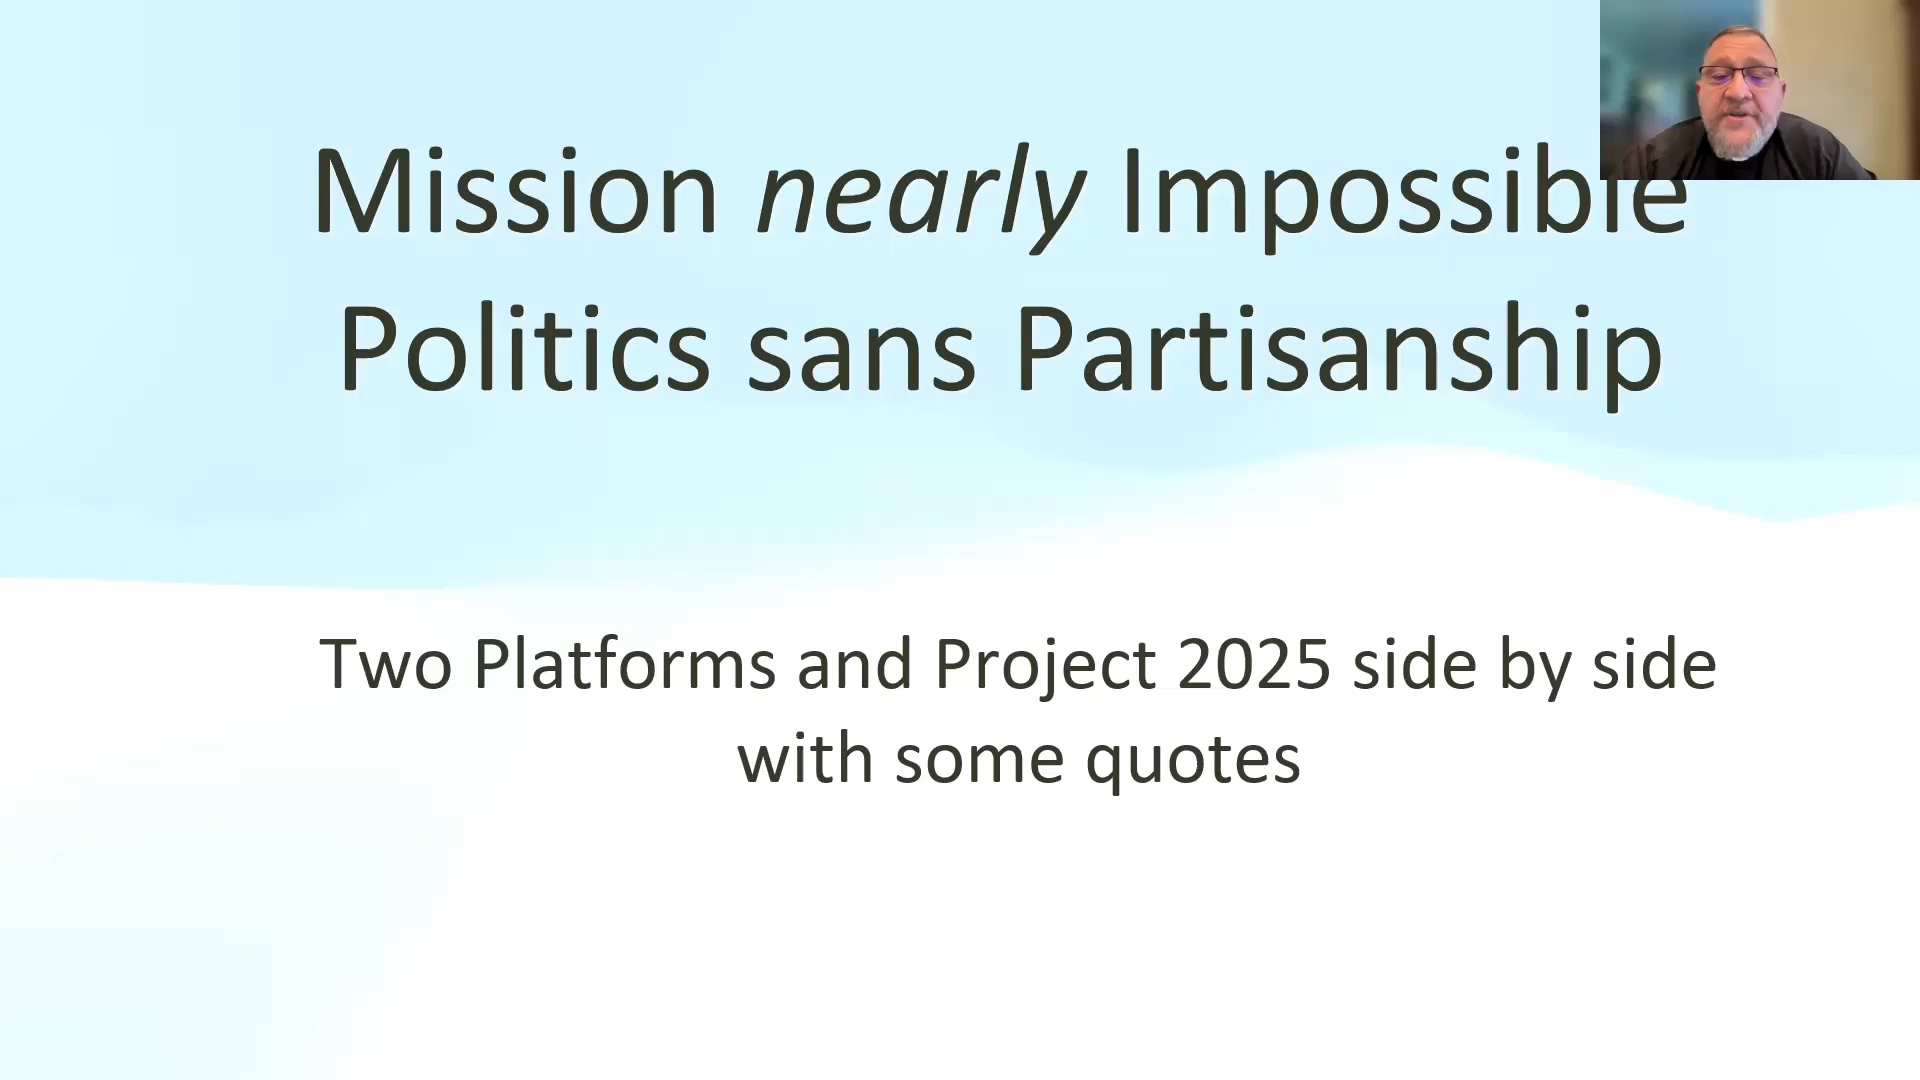 Mission nearly Impossible
Politics sans Partisanship
Two Platforms and Project 2025 side by side
with some quotes